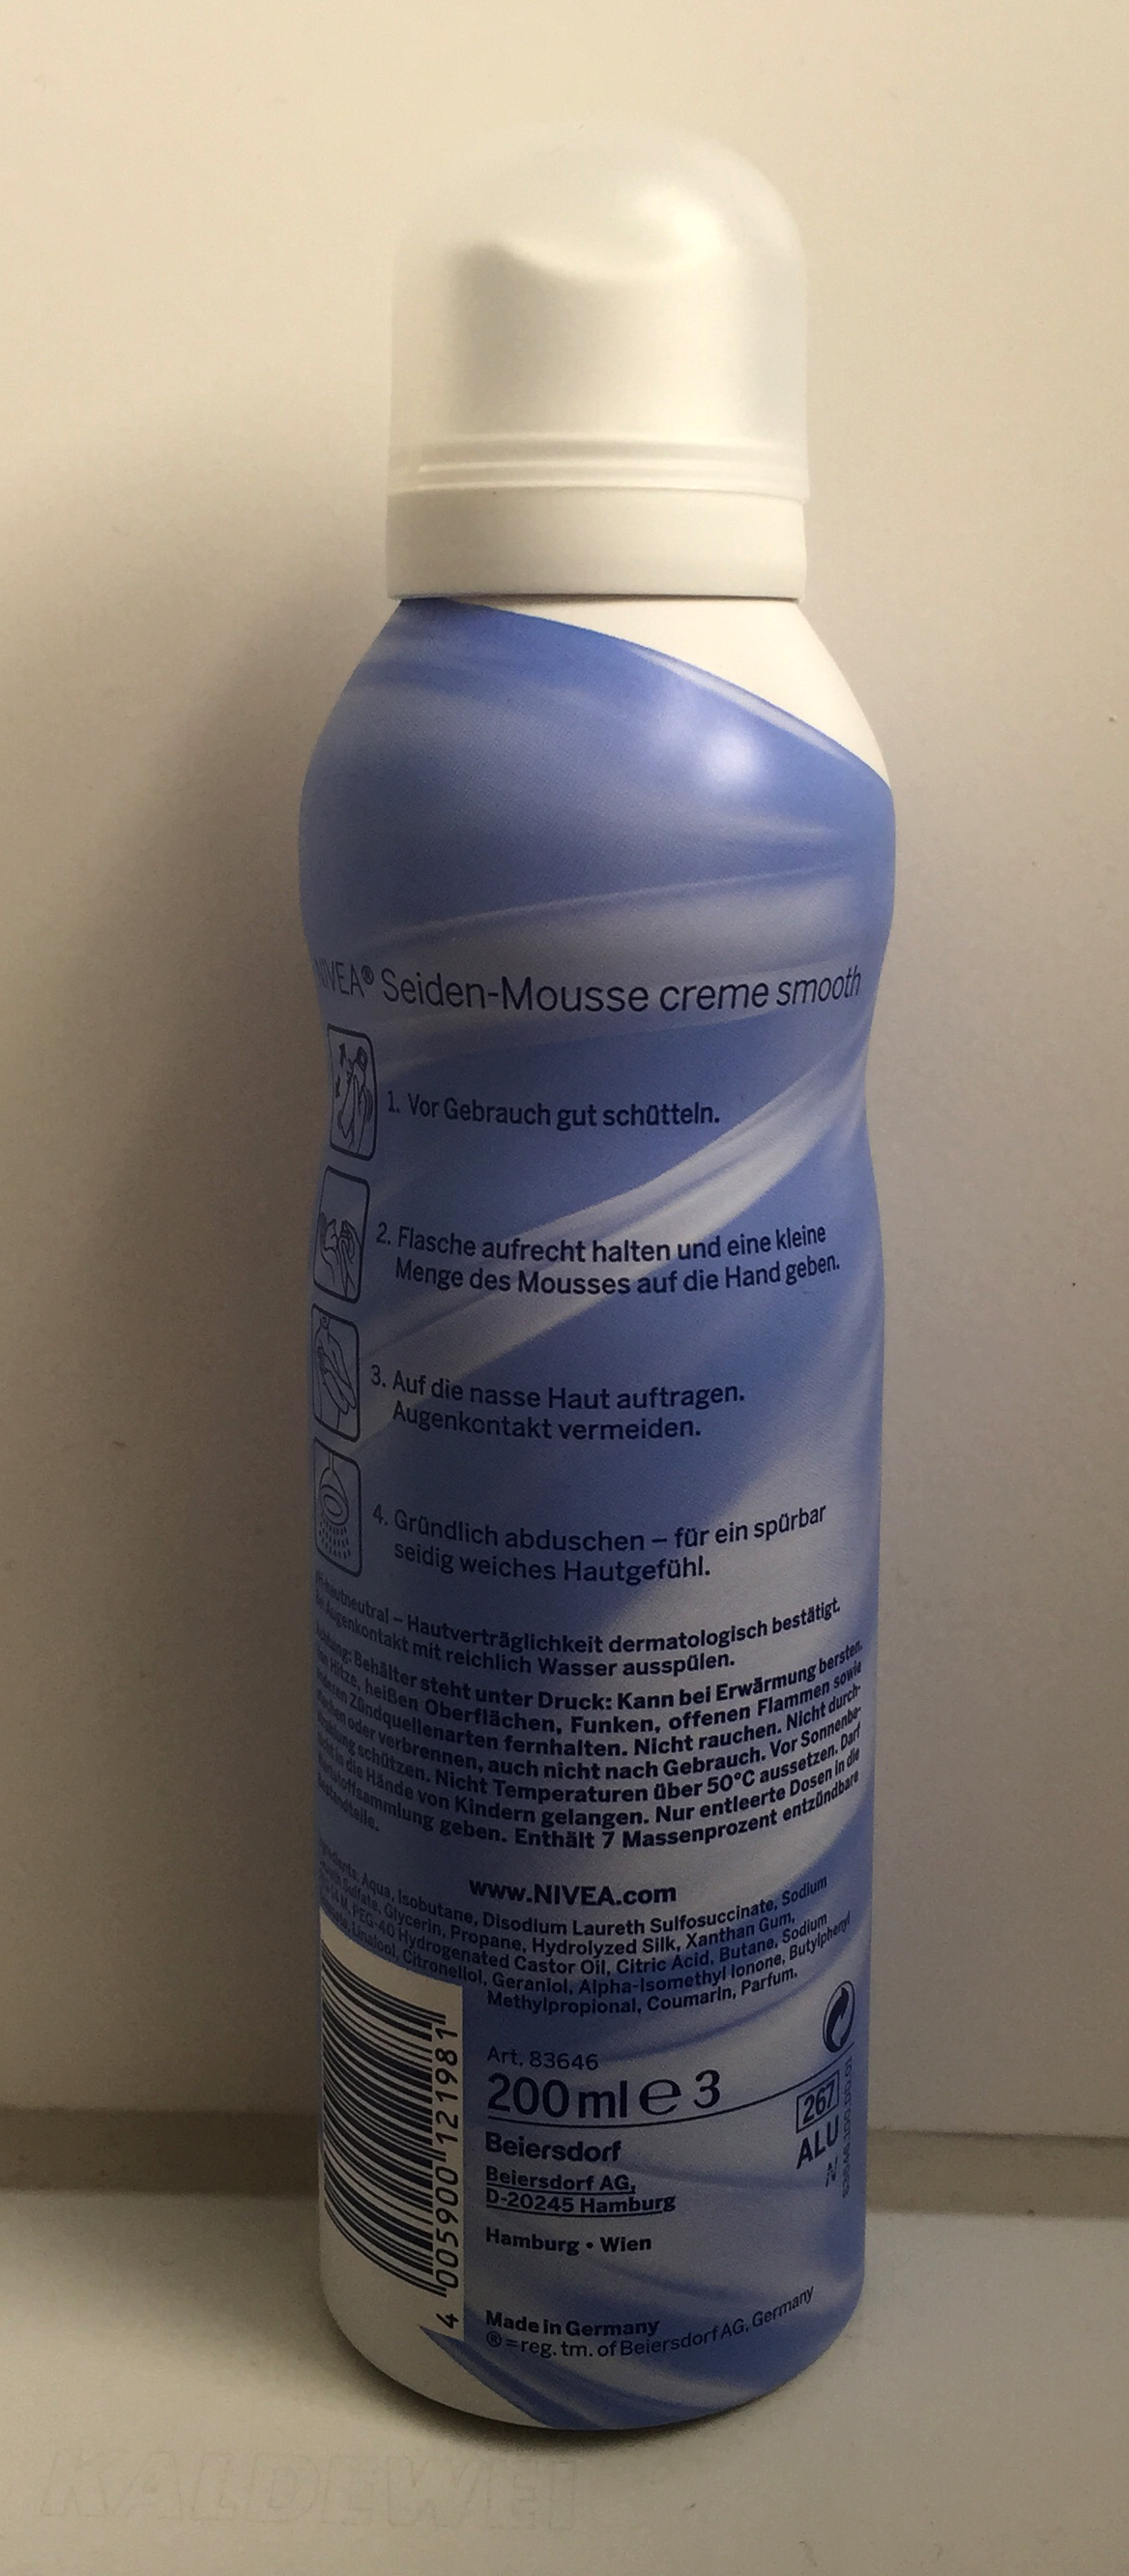 NIVEA® Seiden-Mousse creme smooth
1. Vor Gebrauch gut schütteln.
2. Flasche aufrecht halten und eine kleine
Menge des Mousses auf die Hand geben.
3. Auf die nasse Haut auftragen.
Augenkontakt vermeiden.
4. Gründlich abduschen – für ein spürbar
seidig weiches Hautgefühl.
– Hautverträglichkeit dermatologisch bestätigt.
Augenkontakt mit reichlich Wasser ausspülen.
Behälter steht unter Druck: Kann bei Erwärmung bersten.
Hitze, heißen Oberflächen, Funken, offenen Flammen sowie
Zündquellenarten fernhalten. Nicht rauchen. Nicht durch-
oder verbrennen, auch nicht nach Gebrauch. Vor Sonnenbe-
schützen. Nicht Temperaturen über 50°C aussetzen. Darf
in die Hände von Kindern gelangen. Nur entleerte Dosen in die
geben. Enthält 7 Massenprozent entzündbare
www.NIVEA.com
Aqua, Isobutane, Disodium Laureth Sulfosuccinate, Sodium
Sulfate, Glycerin, Propane, Hydrolyzed Silk, Xanthan Gum,
PEG-40 Hydrogenated Castor Oil, Citric Acid, Butane, Sodium
Linalool, Citronellol, Geraniol, Alpha-Isomethyl Ionone, Butylphenyl
Methylpropional, Coumarin, Parfum.
Art. 83646
200 ml e 3
267
ALU
Beiersdorf
Beiersdorf AG,
D-20245 Hamburg
Hamburg • Wien
4 005900 121981
Made in Germany
®=reg. tm. of Beiersdorf AG, Germany
KALDEWEI